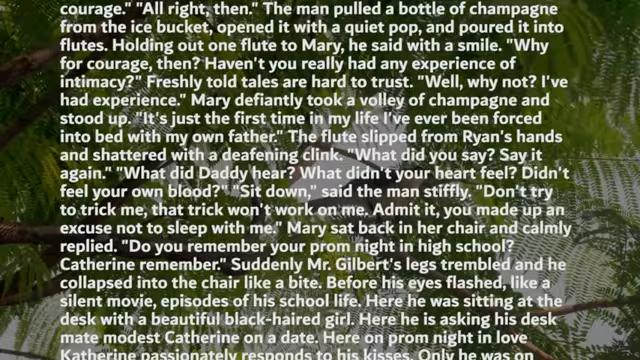 courage." "All right, then." The man pulled a bottle of champagne
from the ice bucket, opened it with a quiet pop, and poured it into
flutes. Holding out one flute to Mary, he said with a smile. "Why
for courage, then? Haven't you really had any experience of
intimacy?" Freshly told tales are hard to trust. "Well, why not? I've
had experience." Mary defiantly took a volley of champagne and
stood up. "It's just the first time in my life I've ever been forced
into bed with my own father." The flute slipped from Ryan's hands
and shattered with a deafening clink. "What did you say? Say it
again." "What did Daddy hear? What didn't your heart feel? Didn't
feel your own blood?" "Sit down," said the man stiffly. "Don't try
to trick me, that trick won't work on me. Admit it, you made up an
excuse not to sleep with me." Mary sat back in her chair and calmly
replied. "Do you remember your prom night in high school?
Catherine remember." Suddenly Mr. Gilbert's legs trembled and he
collapsed into the chair like a bite. Before his eyes flashed, like a
silent movie, episodes of his school life. Here he was sitting at the
desk with a beautiful black-haired girl. Here he is asking his desk
mate modest Catherine on a date. Here on prom night in love
Katherine passionately responds to his kisses. Only he was on